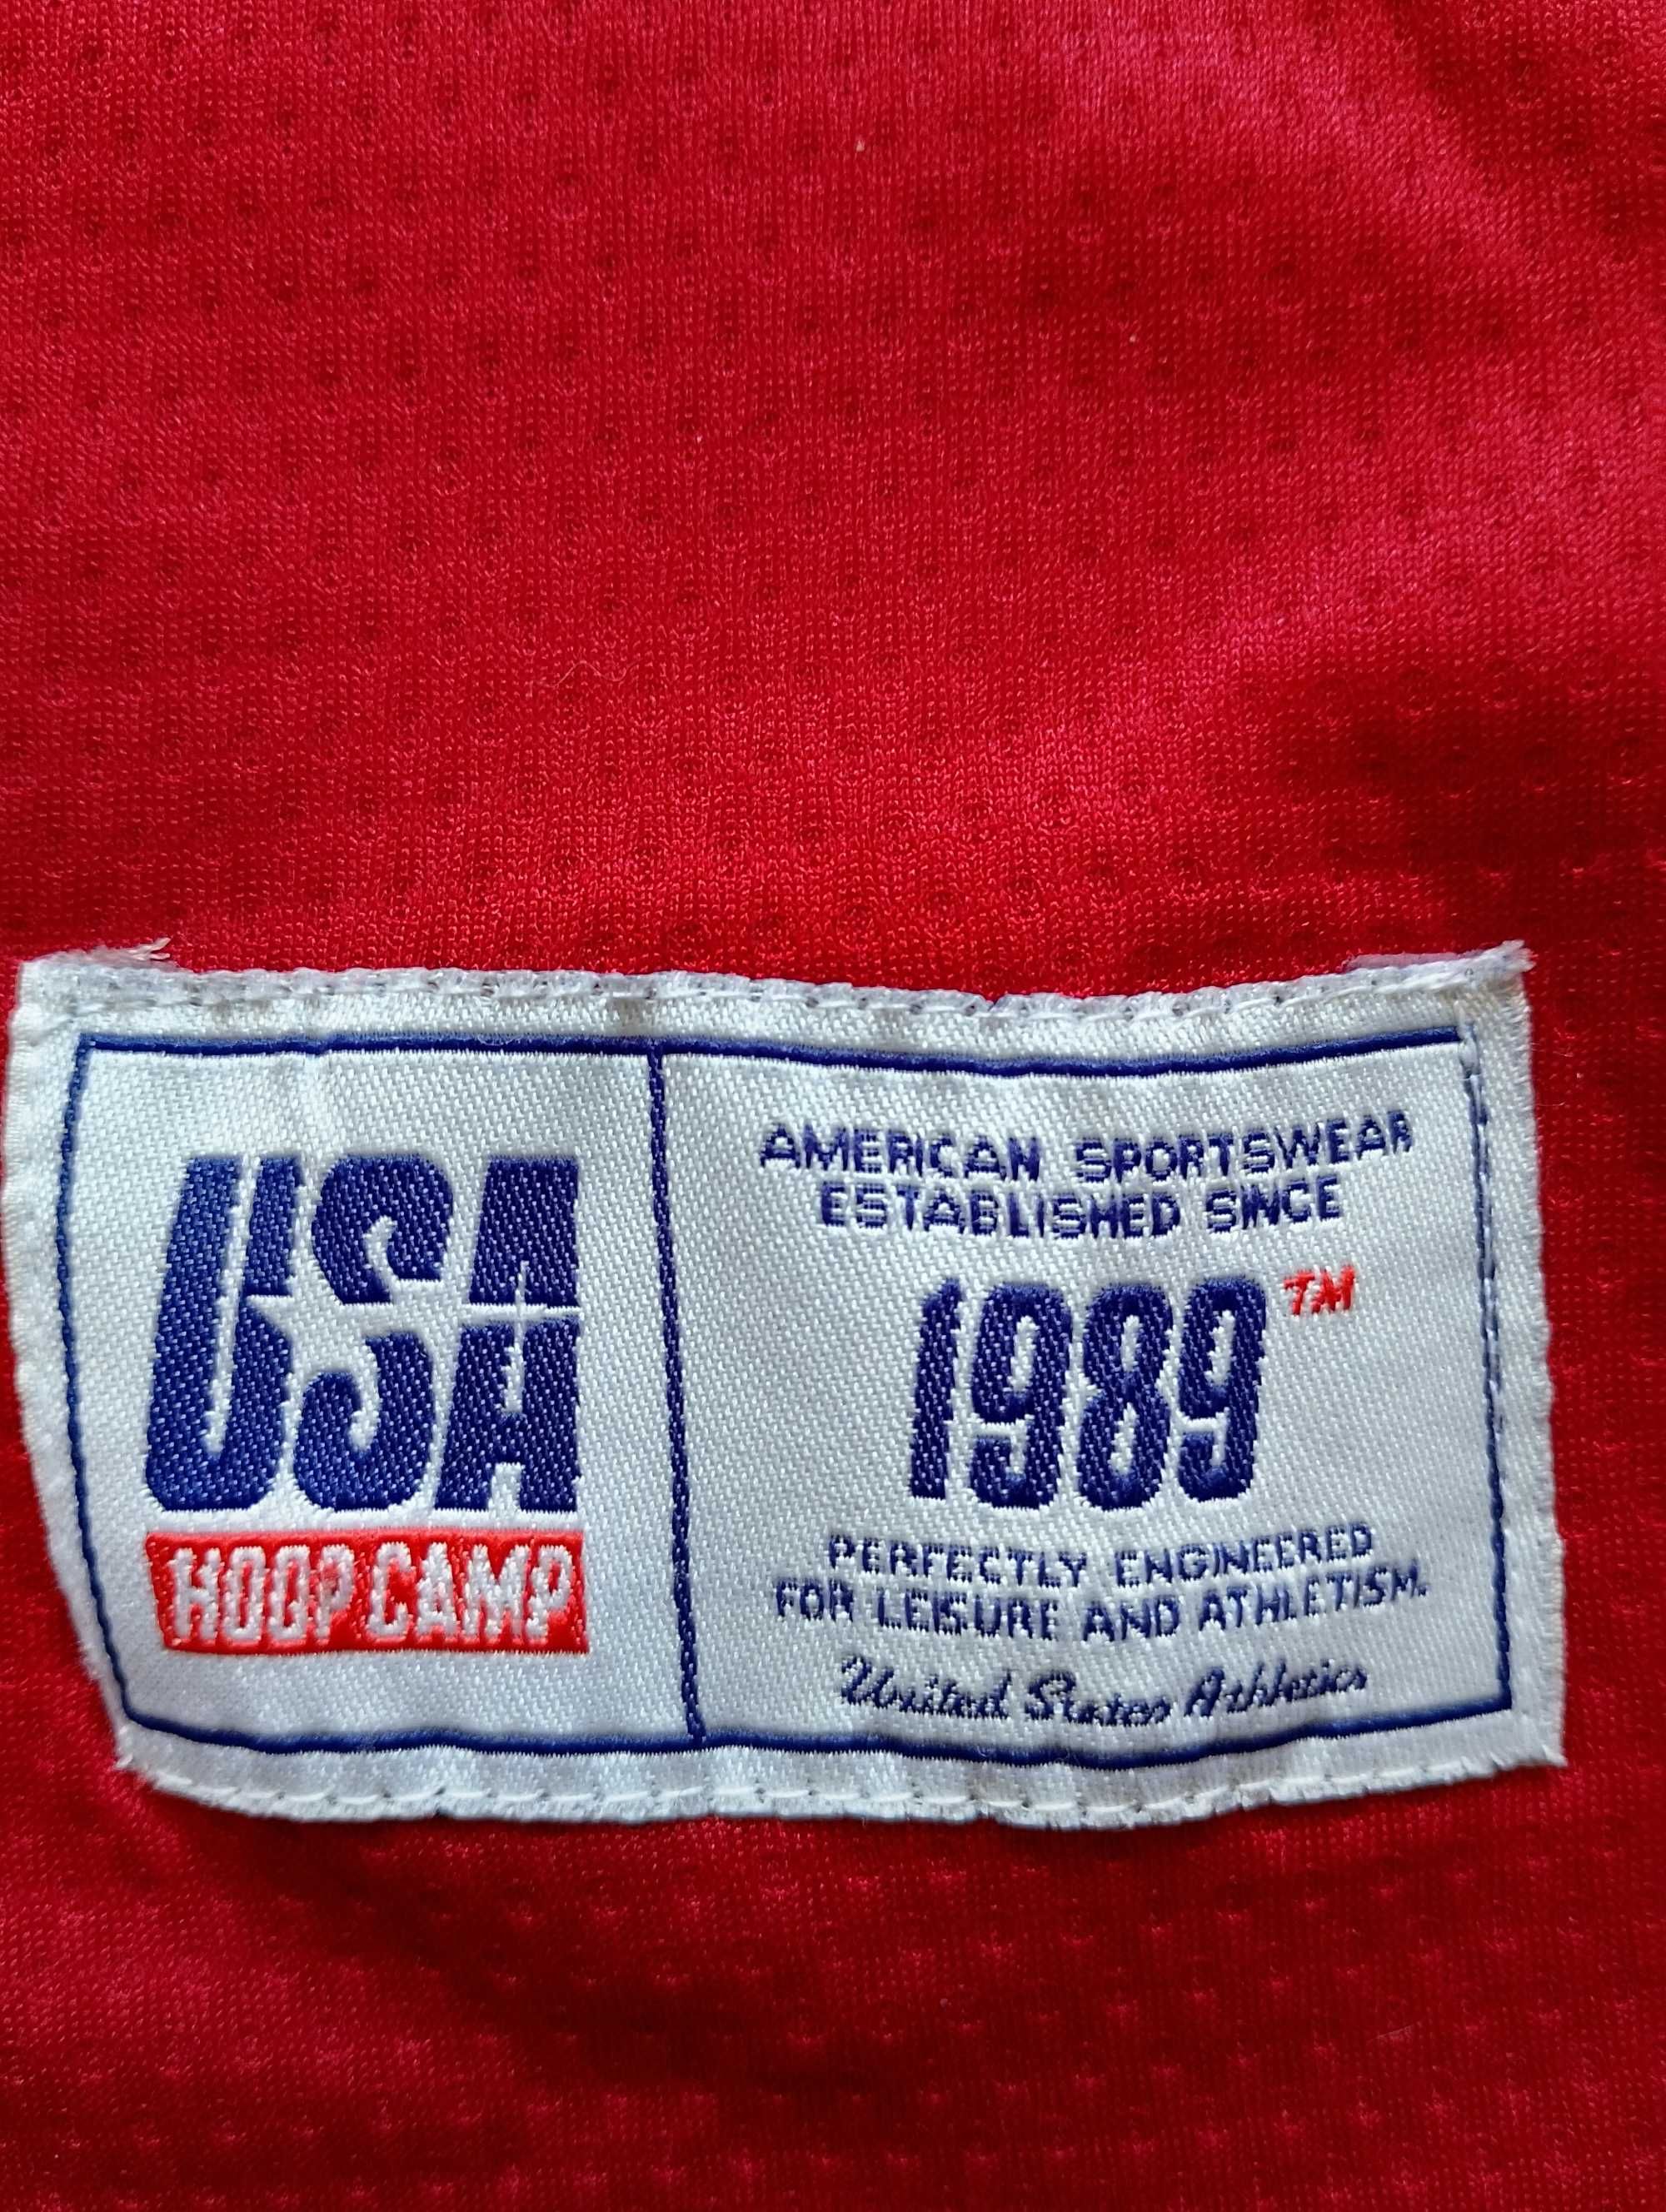 USA
HOOP CAMP
AMERICAN SPORTSWEAR
ESTABLISHED SINCE
1989 TM
PERFECTLY ENGINEERED
FOR LEISURE AND ATHLETISM.
United States Athletics